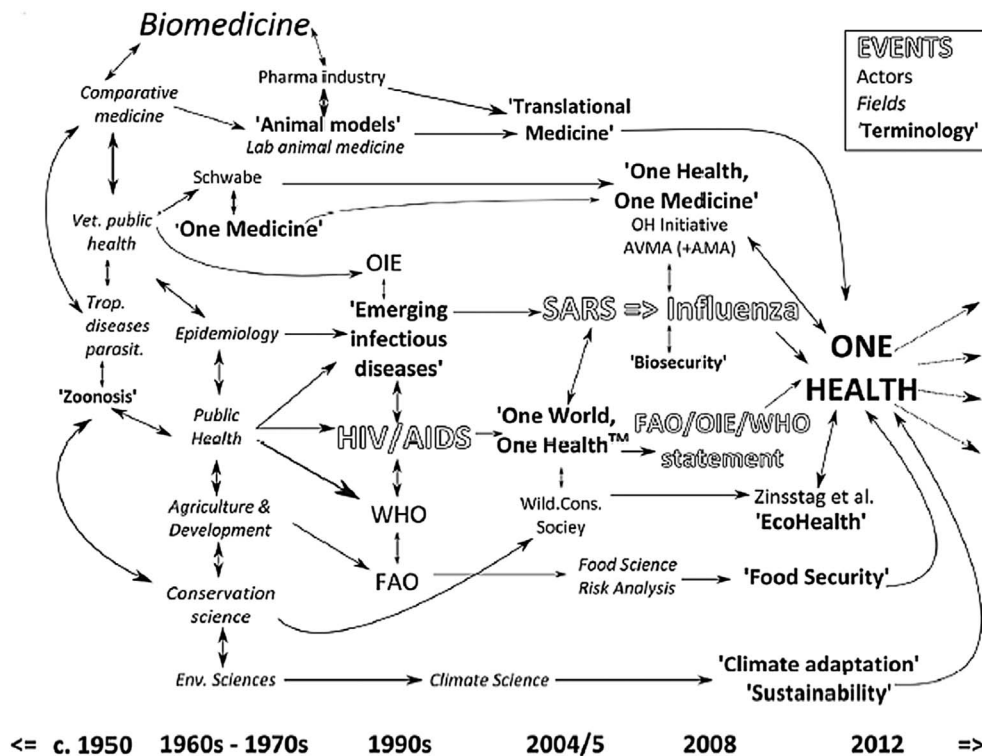 Biomedicine
EVENTS
Actors
Fields
'Terminology'
Pharma industry
Comparative
medicine
'Animal models'
Lab animal medicine
'Translational
Medicine'
Schwabe
'One Medicine'
'One Health,
One Medicine'
OH Initiative
AVMA (+AMA)
Vet. public
health
OIE
'Emerging
infectious
diseases'
SARS => Influenza
Trop.
diseases
parasit.
Epidemiology
'Biosecurity'
ONE
HEALTH
'Zoonosis'
Public
Health
HIV/AIDS
'One World,
One Health™
FAO/OIE/WHO
statement
Agriculture &
Development
WHO
Wild.Cons.
Sociey
Zinsstag et al.
'EcoHealth'
Conservation
science
FAO
Food Science
Risk Analysis
'Food Security'
Env. Sciences
Climate Science
'Climate adaptation'
'Sustainability'
<= c. 1950 1960s - 1970s 1990s 2004/5 2008 2012 =>